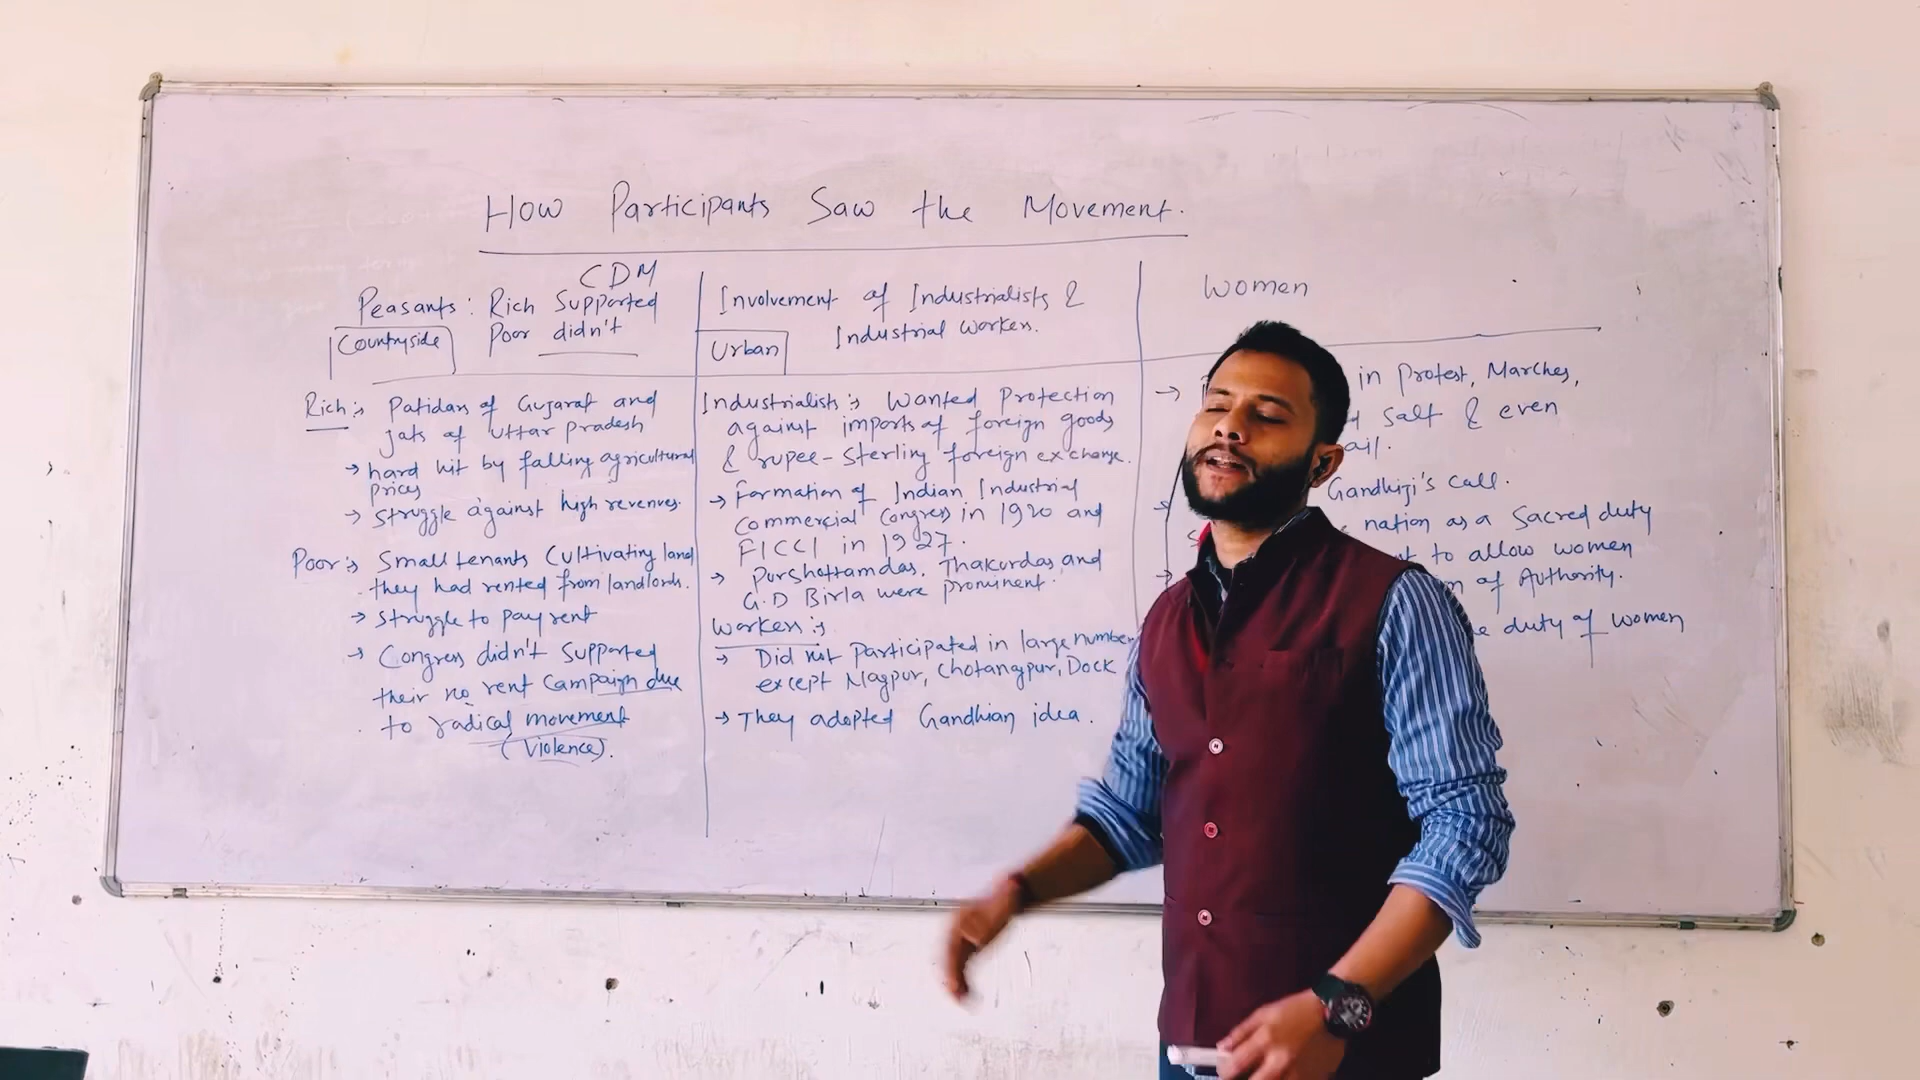 How Participants Saw the Movement.
CDM
Peasants: Rich Supported
Poor didn't
Countryside
Rich:; Patidars of Gujarat and
jats of Uttar Pradesh
→ hard hit by falling agricultural
prices
→ Struggle against high revenues.
Poor:; Small tenants cultivating land
they had rented from landlords.
→ Struggle to pay rent
→ Congress didn't Supported
their no rent Campaign due
to radical movement
(Violence).
Involvement of Industrialists &
Industrial Workers.
Urban
Industrialists:; Wanted Protection
against imports of foreign goods
& rupee-Sterling foreign exchange.
→ Formation of Indian Industrial
Commercial Congress in 1920 and
FICCI in 1927.
→ Purshottamdas, Thakurdas, and
G.D Birla were prominent.
Workers:;
→ Did not Participated in large number
except Nagpur, Chotanagpur, Dock
→ They adopted Gandhian idea.
Women
→ in Protest, Marches,
Salt & even
ail.
→ Gandhiji's call.
nation as a Sacred duty
→ to allow women
of Authority.
duty of women